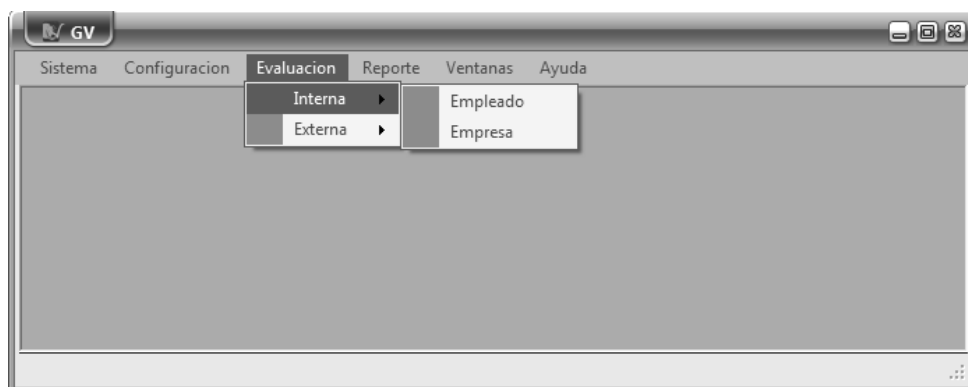 GV
Sistema Configuracion Evaluacion Reporte Ventanas Ayuda
Interna Empleado
Externa Empresa